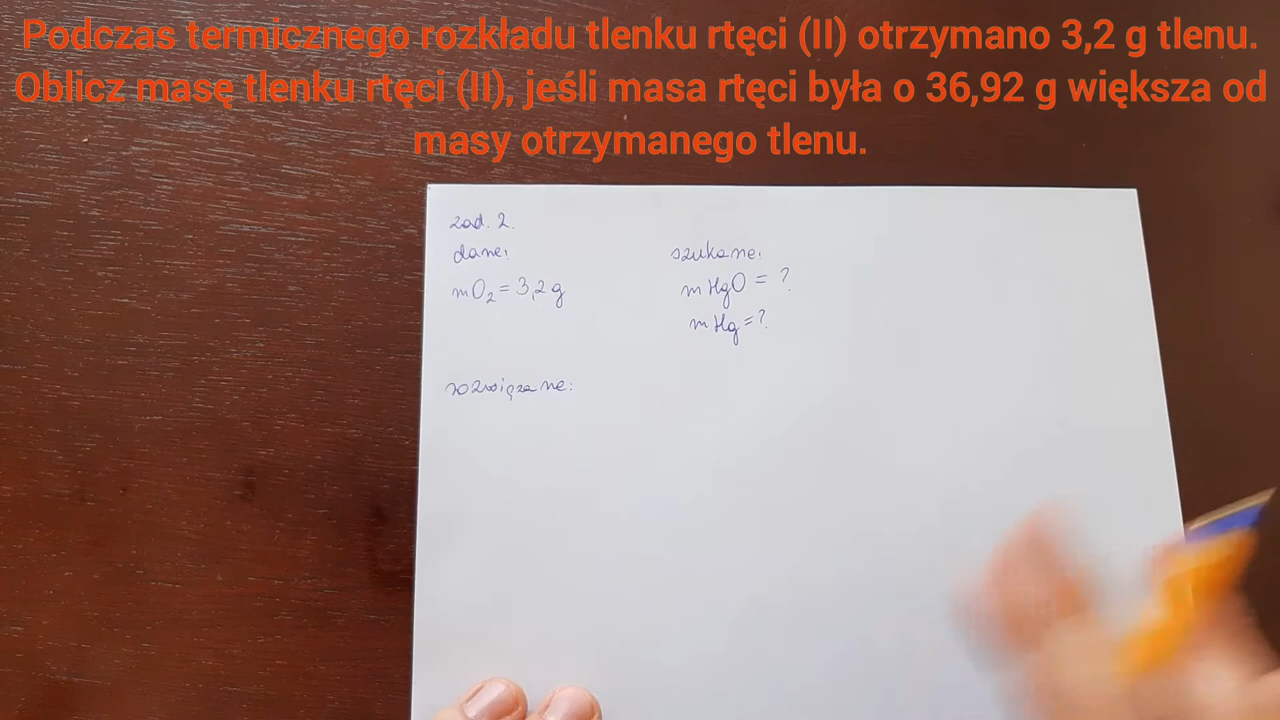 Podczas termicznego rozkładu tlenku rtęci (II) otrzymano 3,2 g tlenu.
Oblicz masę tlenku rtęci (II), jeśli masa rtęci była o 36,92 g większa od
masy otrzymanego tlenu.
zad. 2.
dane:
szukane:
mO₂ = 3,2 g
mHgO = ?
mHg = ?
rozwiązane: